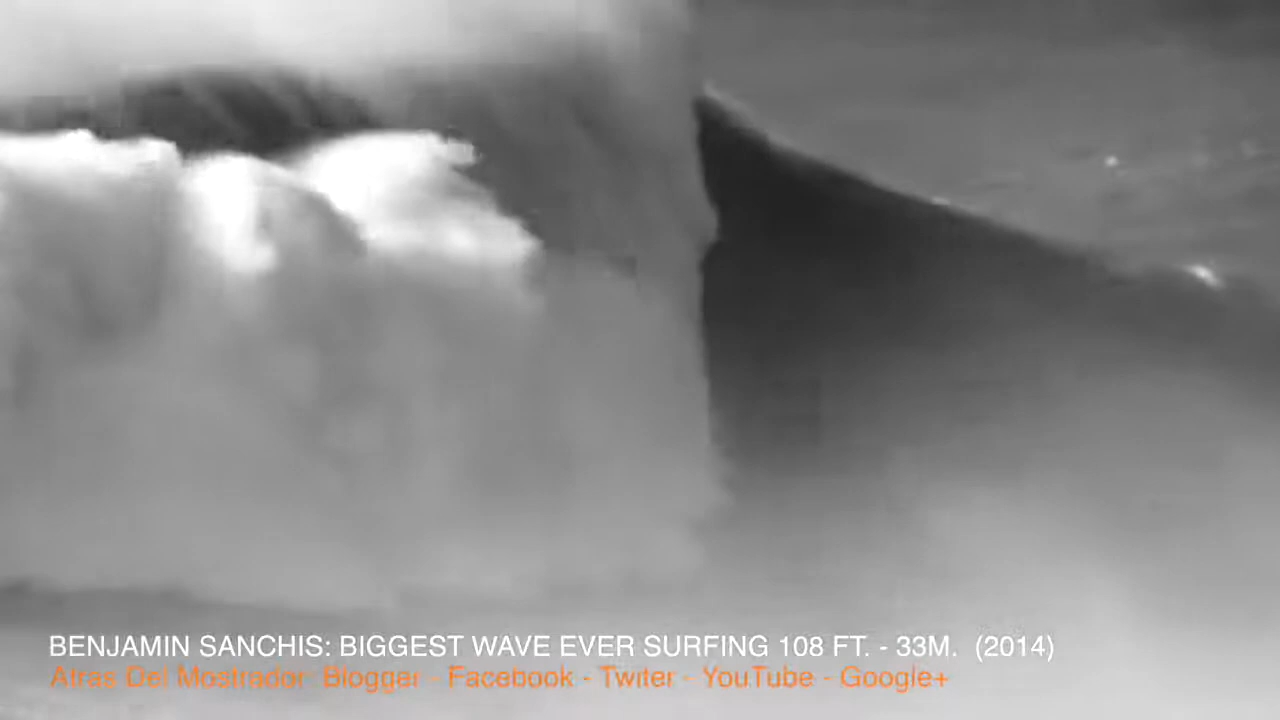 BENJAMIN SANCHIS: BIGGEST WAVE EVER SURFING 108 FT. - 33M. (2014)
Atras Del Mostrador: Blogger - Facebook - Twiter - YouTube - Google+